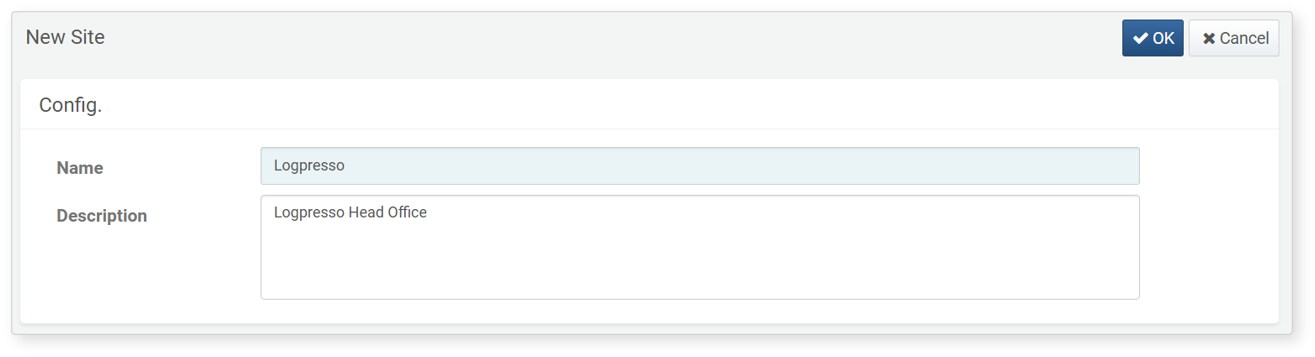 New Site
OK
Cancel
Config.
Name
Logpresso
Description
Logpresso Head Office